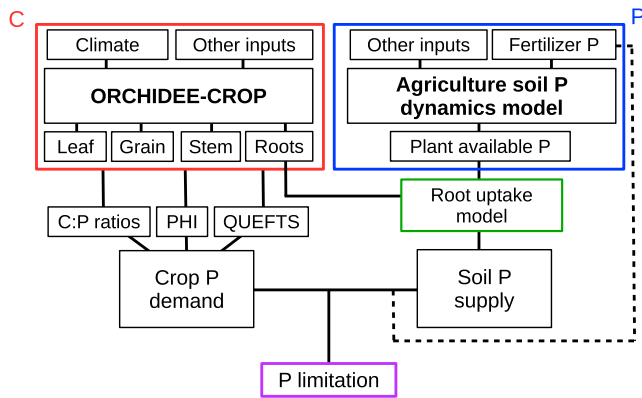 C
P
Climate
Other inputs
Other inputs
Fertilizer P
ORCHIDEE-CROP
Agriculture soil P
dynamics model
Leaf
Grain
Stem
Roots
Plant available P
Root uptake
model
C:P ratios
PHI
QUEFTS
Crop P
demand
Soil P
supply
P limitation